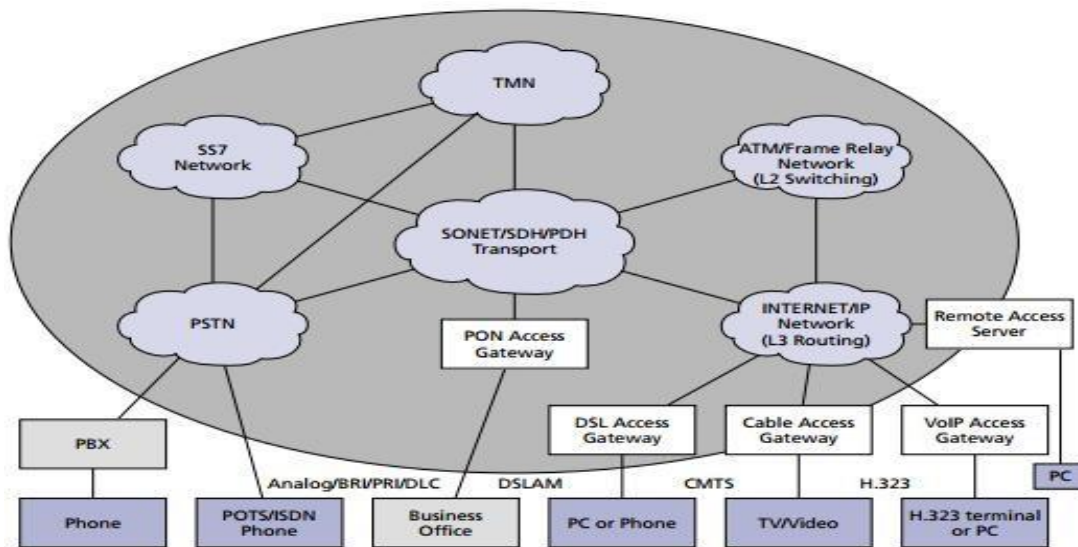 TMN
SS7
Network
ATM/Frame Relay
Network
(L2 Switching)
SONET/SDH/PDH
Transport
PSTN
PON Access
Gateway
INTERNET/IP
Network
(L3 Routing)
Remote Access
Server
PBX
DSL Access
Gateway
Cable Access
Gateway
VoIP Access
Gateway
PC
Analog/BRI/PRI/DLC
DSLAM
CMTS
H.323
Phone
POTS/ISDN
Phone
Business
Office
PC or Phone
TV/Video
H.323 terminal
or PC